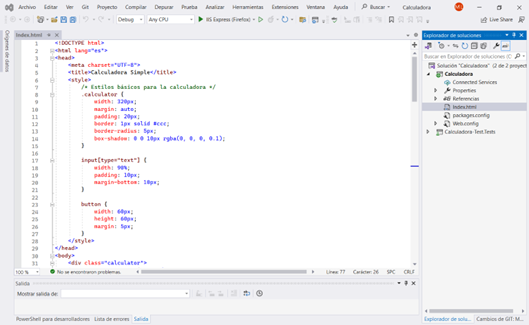 Archivo Editar Ver Git Proyecto Compilar Depurar Prueba Analizar Herramientas Extensiones Ventana Ayuda Buscar Calculadora
Debug Any CPU IIS Express (Firefox) Live Share
Orígenes de datos
Index.html
1 <!DOCTYPE html>
2 <html lang="es">
3 <head>
4 <meta charset="UTF-8">
5 <title>Calculadora Simple</title>
6 <style>
7 /* Estilos básicos para la calculadora */
8 .calculator {
9 width: 320px;
10 margin: auto;
11 padding: 20px;
12 border: 1px solid #ccc;
13 border-radius: 5px;
14 box-shadow: 0 0 10px rgba(0, 0, 0, 0.1);
15 }
16
17 input[type="text"] {
18 width: 90%;
19 padding: 10px;
20 margin-bottom: 10px;
21 }
22
23 button {
24 width: 60px;
25 height: 60px;
26 margin: 5px;
27 }
28 </style>
29 </head>
30 <body>
31 <div class="calculator">
100 % No se encontraron problemas. Línea: 77 Carácter: 26 SPC CRLF
Salida
Mostrar salida de:
PowerShell para desarrolladores Lista de errores Salida
Explorador de soluciones
Buscar en Explorador de soluciones
Solución "Calculadora" (2 de 2 proyect
Calculadora
Connected Services
Properties
Referencias
Index.html
packages.config
Web.config
Calculadora Test.Tests
Explorador de solu... Cambios de GIT: M...